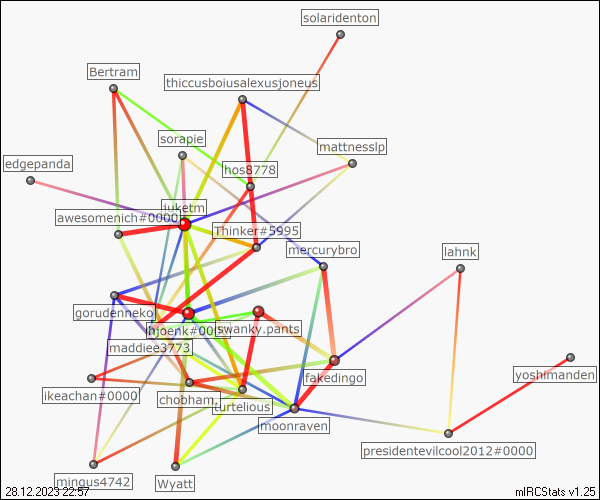 solaridenton
Bertram
thiccusboiusalexusjoneus
sorapie
mattnesslp
edgepanda
hos8778
iuketm
awesomenich#0000
Thinker#5995
mercurybro
lahnk
gorudenneko
hjoenk#00
swanky.pants
maddiee3773
fakedingo
yoshimanden
ikeachan#0000
chobham,
turtelious
moonraven
presidentevilcool2012#0000
mingus4742
Wyatt
28.12.2023 22:57
mIRCStats v1.25